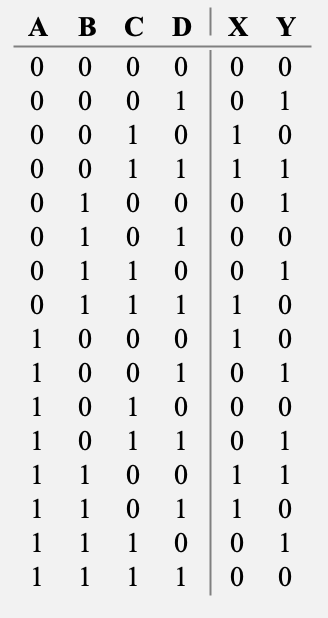 A B C D X Y
0 0 0 0 0 0
0 0 0 1 0 1
0 0 1 0 1 0
0 0 1 1 1 1
0 1 0 0 0 1
0 1 0 1 0 0
0 1 1 0 0 1
0 1 1 1 1 0
1 0 0 0 1 0
1 0 0 1 0 1
1 0 1 0 0 0
1 0 1 1 0 1
1 1 0 0 1 1
1 1 0 1 1 0
1 1 1 0 0 1
1 1 1 1 0 0